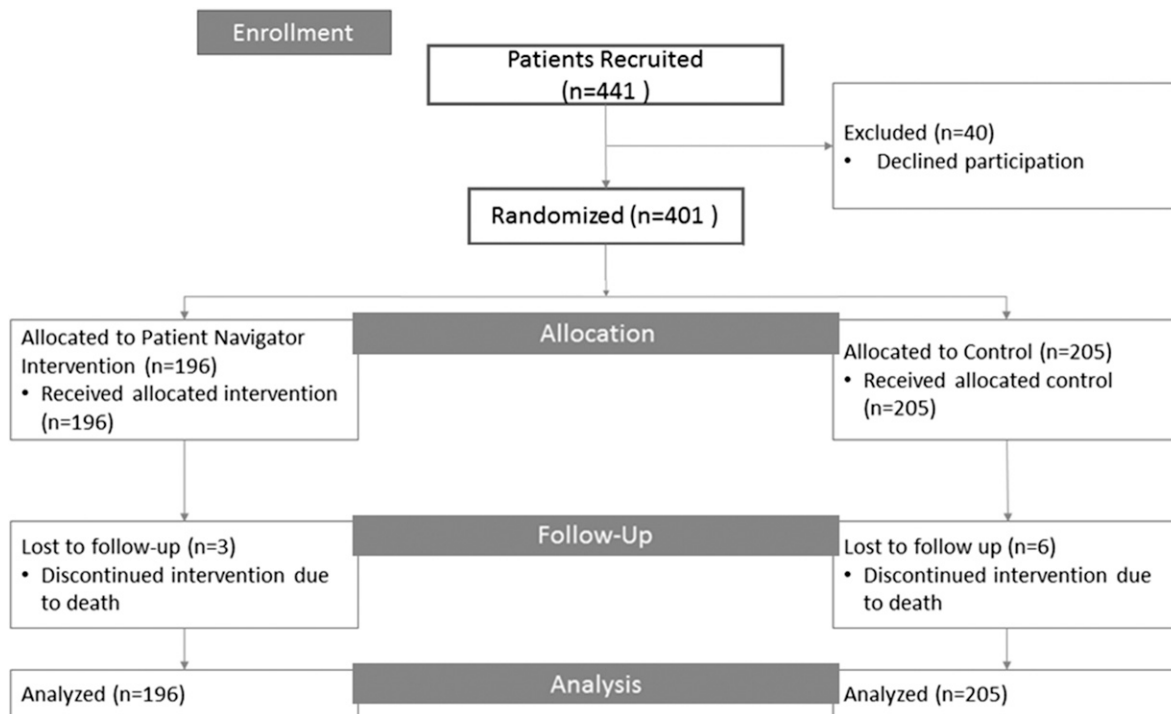 Enrollment
Patients Recruited
(n=441 )
Excluded (n=40)
• Declined participation
Randomized (n=401 )
Allocation
Allocated to Patient Navigator
Intervention (n=196)
• Received allocated intervention
(n=196)
Allocated to Control (n=205)
• Received allocated control
(n=205)
Follow-Up
Lost to follow-up (n=3)
• Discontinued intervention due
to death
Lost to follow up (n=6)
• Discontinued intervention due
to death
Analysis
Analyzed (n=196)
Analyzed (n=205)